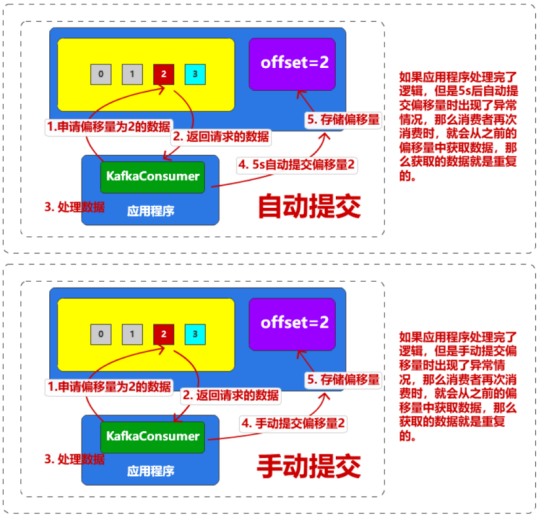 offset=2
0 1 2 3
1.申请偏移量为2的数据
2. 返回请求的数据
5. 存储偏移量
4. 5s自动提交偏移量2
KafkaConsumer
3. 处理数据
应用程序
自动提交
如果应用程序处理完了
逻辑，但是5s后自动提
交偏移量时出现了异常
情况，那么消费者再次
消费时，就会从之前的
偏移量中获取数据，那
么获取的数据就是重复
的。
offset=2
0 1 2 3
1.申请偏移量为2的数据
2. 返回请求的数据
5. 存储偏移量
4. 手动提交偏移量2
KafkaConsumer
3. 处理数据
应用程序
手动提交
如果应用程序处理完了
逻辑，但是手动提交偏
移量时出现了异常情
况，那么消费者再次消
费时，就会从之前的偏
移量中获取数据，那么
获取的数据就是重复
的。